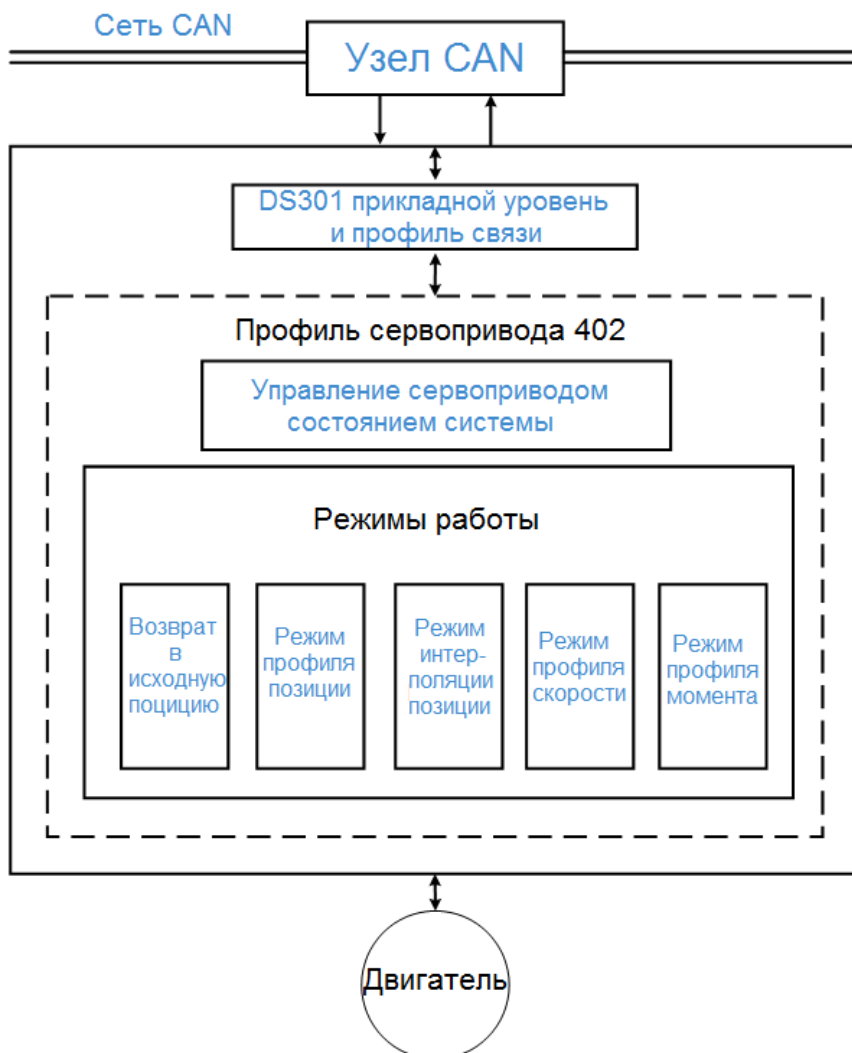 Сеть CAN
Узел CAN
DS301 прикладной уровень
и профиль связи
Профиль сервопривода 402
Управление сервоприводом
состоянием системы
Режимы работы
Возврат
в
исходную
поцицию
Режим
профиля
позиции
Режим
интер-
поляции
позиции
Режим
профиля
скорости
Режим
профиля
момента
Двигатель